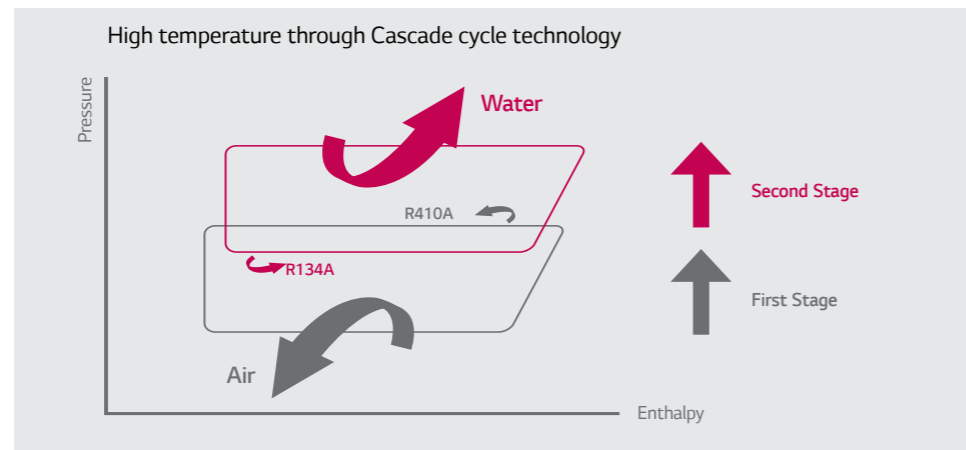 High temperature through Cascade cycle technology
Pressure
Water
R410A
Second Stage
R134A
First Stage
Air
Enthalpy